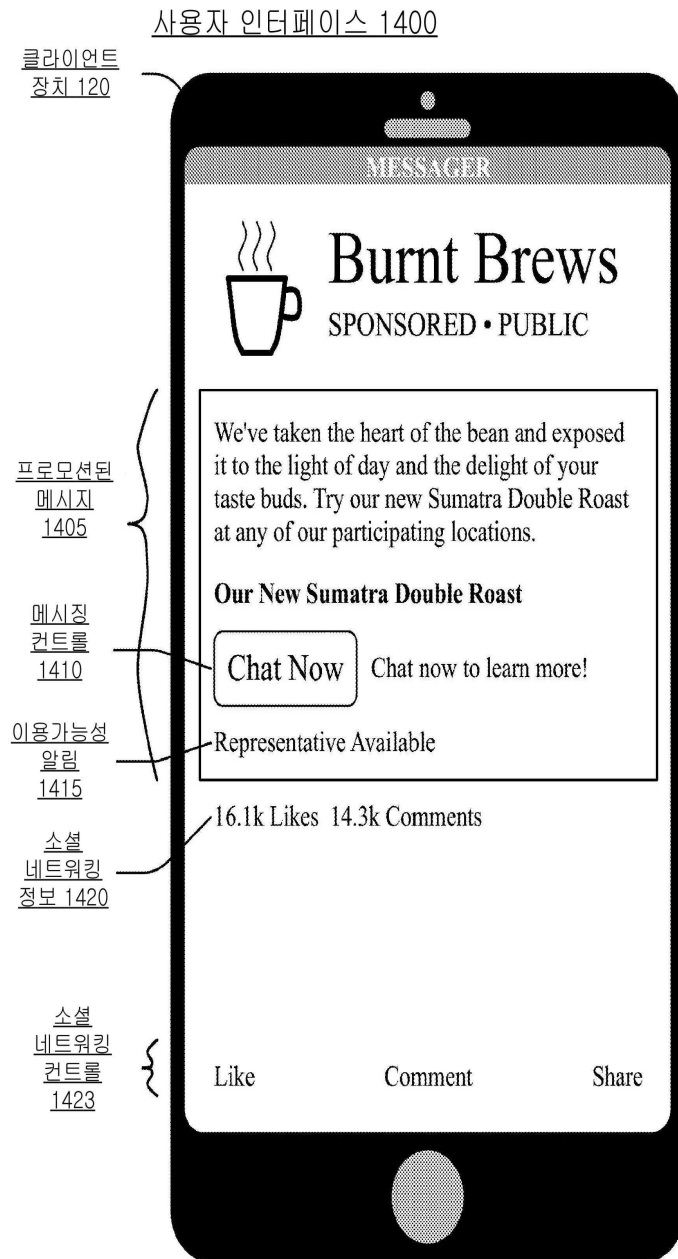 사용자 인터페이스 1400
클라이언트
장치 120
MESSAGER
Burnt Brews
SPONSORED • PUBLIC
프로모션된
메시지
1405
We've taken the heart of the bean and exposed
it to the light of day and the delight of your
taste buds. Try our new Sumatra Double Roast
at any of our participating locations.
Our New Sumatra Double Roast
메시징
컨트롤
1410
Chat Now
Chat now to learn more!
이용가능성
알림
1415
Representative Available
소셜
네트워킹
정보 1420
16.1k Likes 14.3k Comments
소셜
네트워킹
컨트롤
1423
Like Comment Share